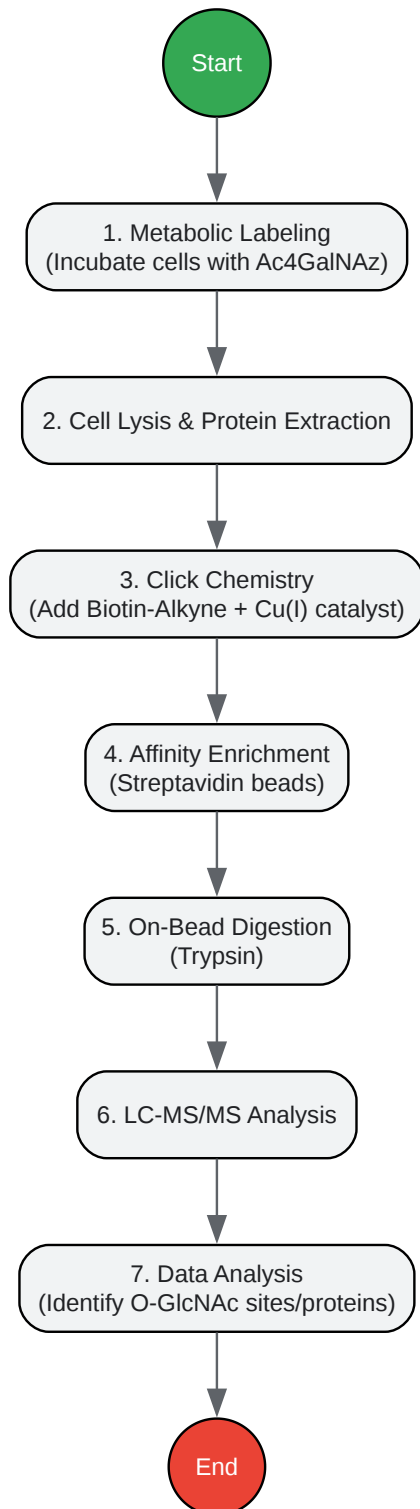 Start
1. Metabolic Labeling
(Incubate cells with Ac4GalNAz)
2. Cell Lysis & Protein Extraction
3. Click Chemistry
(Add Biotin-Alkyne + Cu(I) catalyst)
4. Affinity Enrichment
(Streptavidin beads)
5. On-Bead Digestion
(Trypsin)
6. LC-MS/MS Analysis
7. Data Analysis
(Identify O-GlcNAc sites/proteins)
End